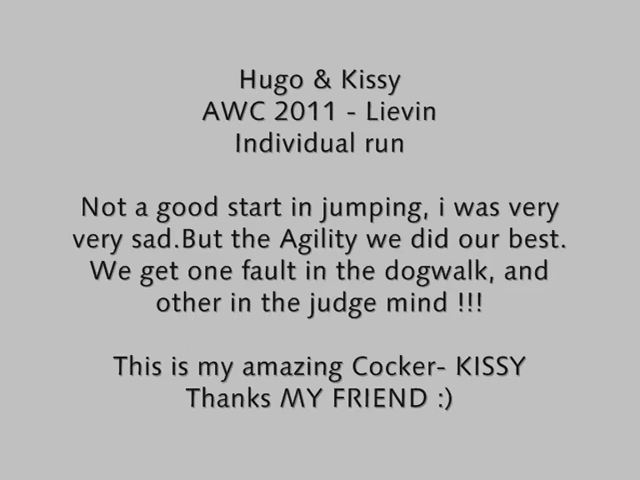 Hugo & Kissy
AWC 2011 - Lievin
Individual run
Not a good start in jumping, i was very
very sad.But the Agility we did our best.
We get one fault in the dogwalk, and
other in the judge mind !!!
This is my amazing Cocker- KISSY
Thanks MY FRIEND :)